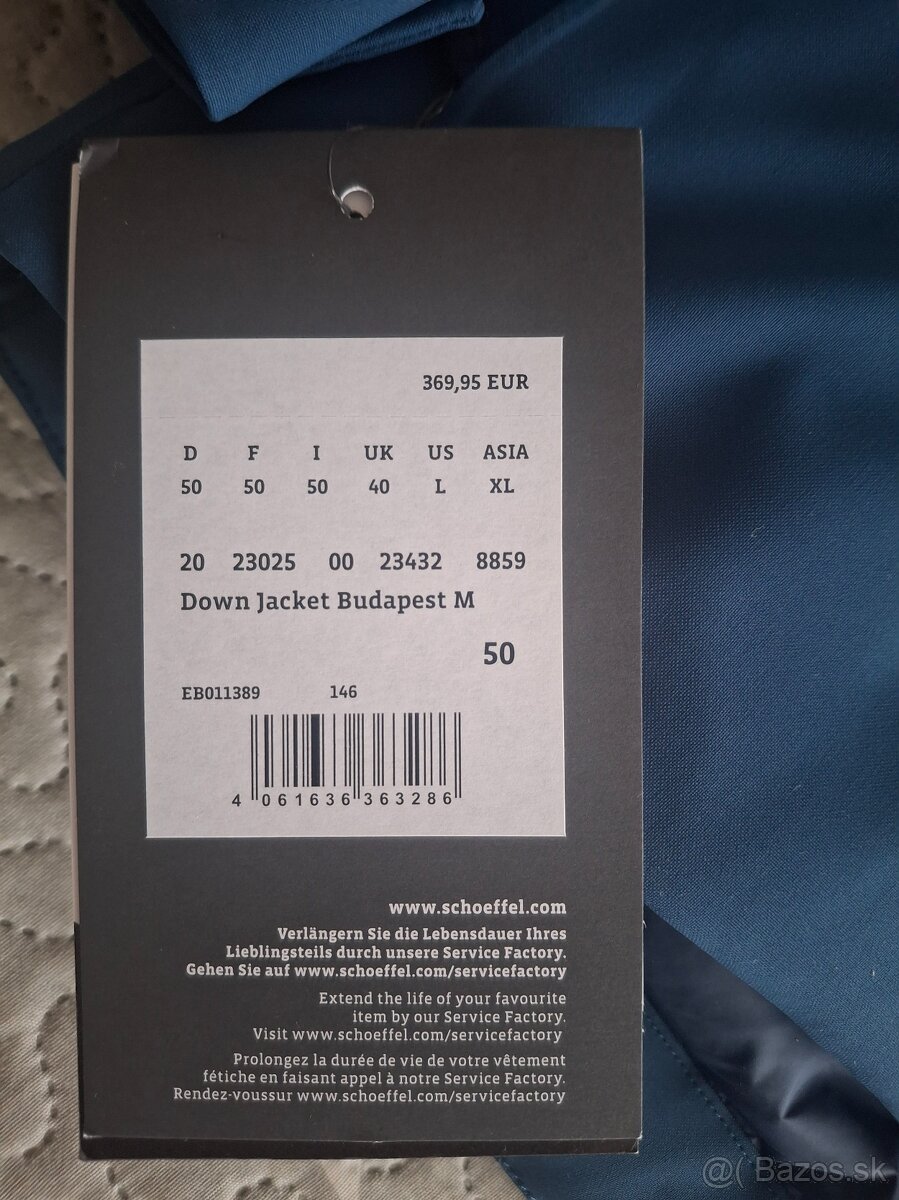 369,95 EUR
D F I UK US ASIA
50 50 50 40 L XL
20 23025 00 23432 8859
Down Jacket Budapest M
50
EB011389 146
4 061636 363286
www.schoeffel.com
Verlängern Sie die Lebensdauer Ihres
Lieblingsteils durch unsere Service Factory.
Gehen Sie auf www.schoeffel.com/servicefactory
Extend the life of your favourite
item by our Service Factory.
Visit www.schoeffel.com/servicefactory
Prolongez la durée de vie de votre vêtement
fétiche en faisant appel à notre Service Factory.
Rendez-voussur www.schoeffel.com/servicefactory
@( Bazos.sk